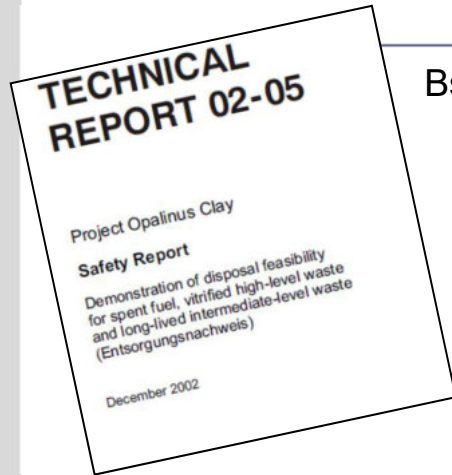 TECHNICAL
REPORT 02-05
Project Opalinus Clay
Safety Report
Demonstration of disposal feasibility
for spent fuel, vitrified high-level waste
and long-lived intermediate-level waste
(Entsorgungsnachweis)
December 2002